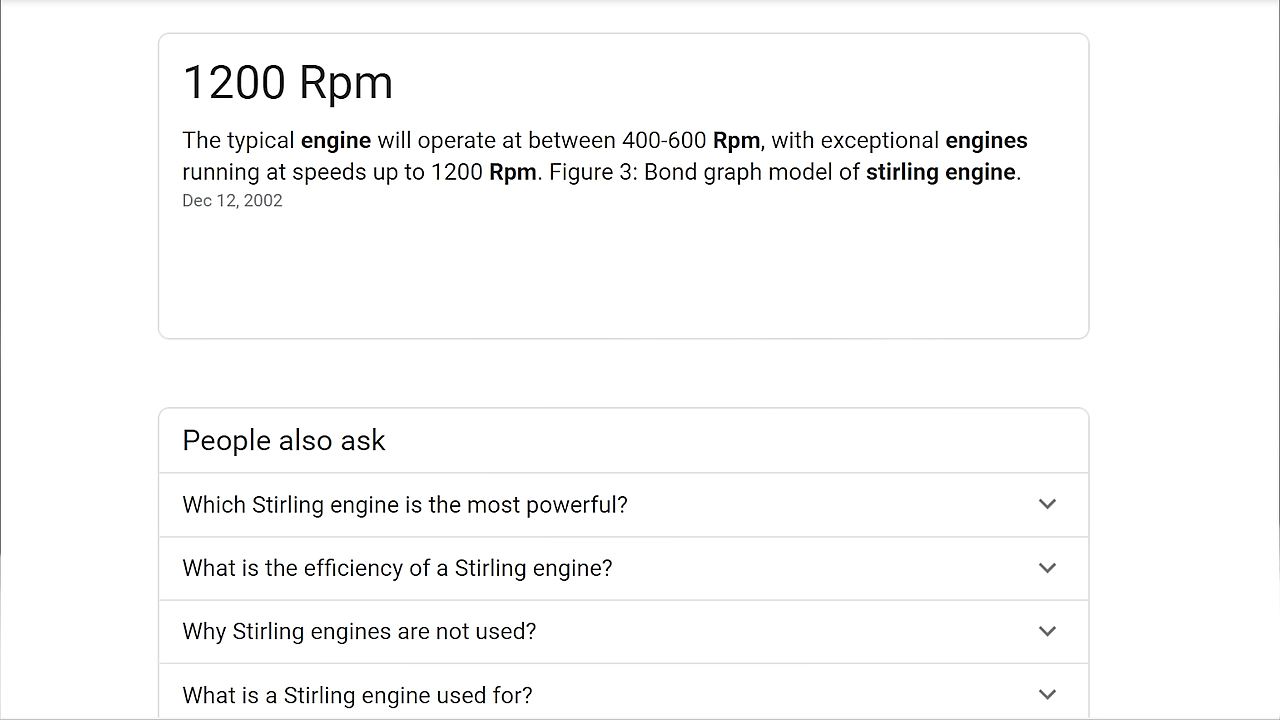 1200 Rpm
The typical engine will operate at between 400-600 Rpm, with exceptional engines
running at speeds up to 1200 Rpm. Figure 3: Bond graph model of stirling engine.
Dec 12, 2002
People also ask
Which Stirling engine is the most powerful?
What is the efficiency of a Stirling engine?
Why Stirling engines are not used?
What is a Stirling engine used for?